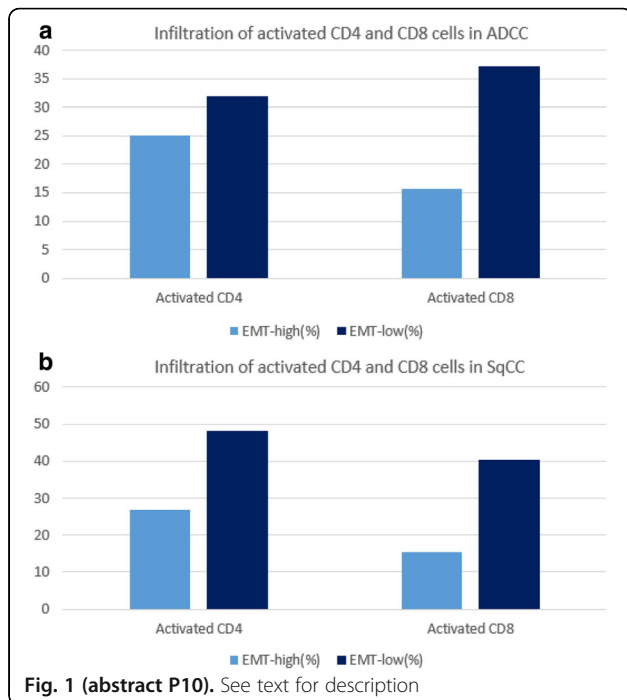 a
Infiltration of activated CD4 and CD8 cells in ADCC
40
35
30
25
20
15
10
5
0
Activated CD4 Activated CD8
EMT-high(%) EMT-low(%)
b
Infiltration of activated CD4 and CD8 cells in SqCC
60
50
40
30
20
10
0
Activated CD4 Activated CD8
EMT-high(%) EMT-low(%)
Fig. 1 (abstract P10). See text for description